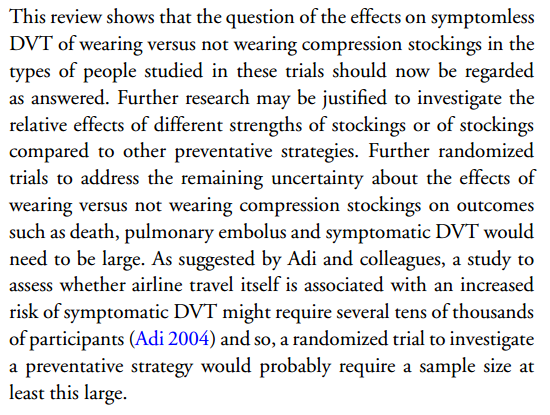 This review shows that the question of the effects on symptomless
DVT of wearing versus not wearing compression stockings in the
types of people studied in these trials should now be regarded
as answered. Further research may be justified to investigate the
relative effects of different strengths of stockings or of stockings
compared to other preventative strategies. Further randomized
trials to address the remaining uncertainty about the effects of
wearing versus not wearing compression stockings on outcomes
such as death, pulmonary embolus and symptomatic DVT would
need to be large. As suggested by Adi and colleagues, a study to
assess whether airline travel itself is associated with an increased
risk of symptomatic DVT might require several tens of thousands
of participants (Adi 2004) and so, a randomized trial to investigate
a preventative strategy would probably require a sample size at
least this large.